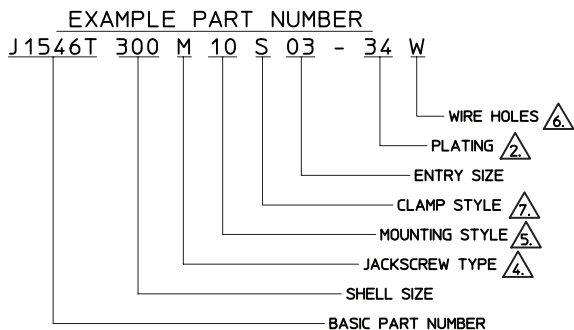 EXAMPLE PART NUMBER
J1546T 300 M 10 S 03 - 34 W
WIRE HOLES 6.
PLATING 2.
ENTRY SIZE
CLAMP STYLE 7.
MOUNTING STYLE 5.
JACKSCREW TYPE 4.
SHELL SIZE
BASIC PART NUMBER